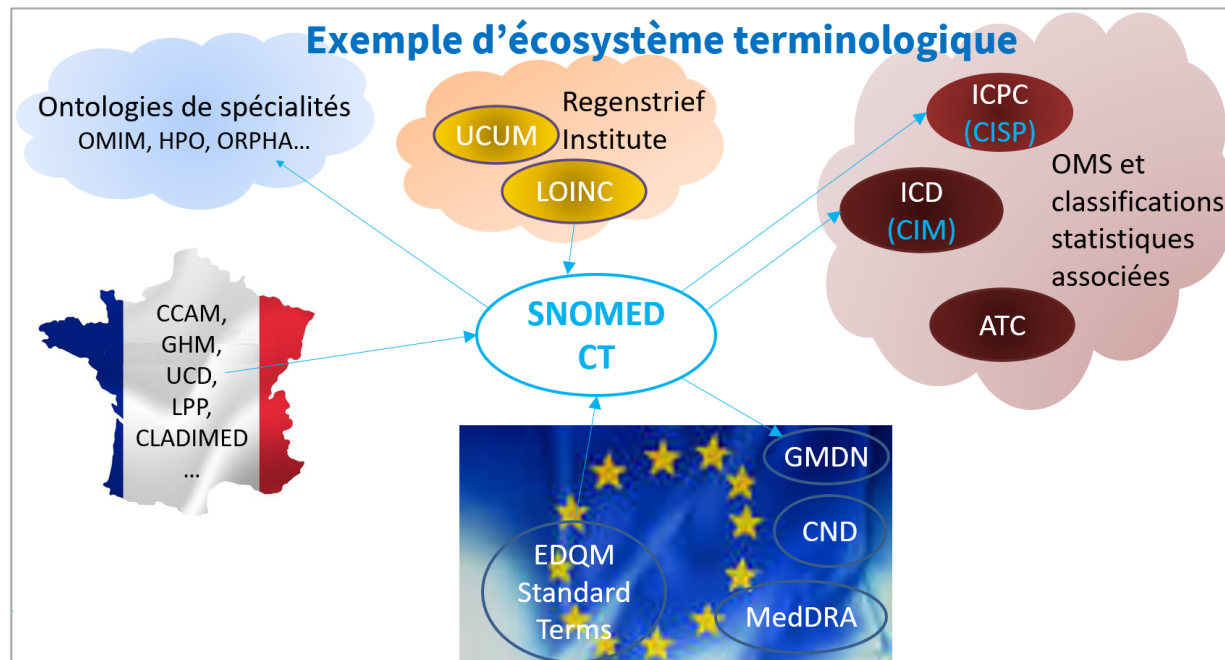 Exemple d’écosystème terminologique
Ontologies de spécialités
OMIM, HPO, ORPHA…
UCUM
Regenstrief
Institute
LOINC
ICPC
(CISP)
ICD
(CIM)
OMS et
classifications
statistiques
associées
ATC
CCAM,
GHM,
UCD,
LPP,
CLADIMED
…
SNOMED
CT
GMDN
CND
MedDRA
EDQM
Standard
Terms